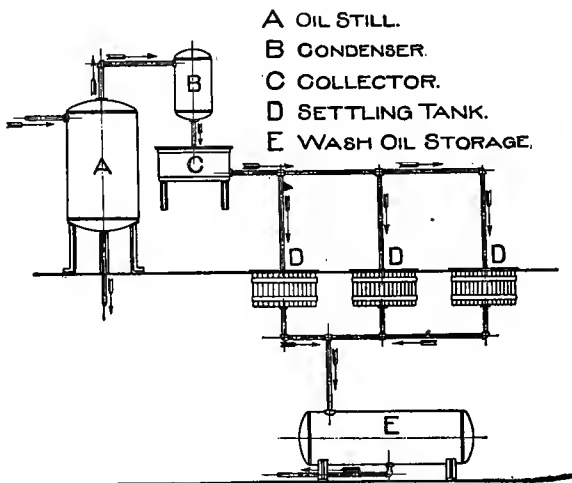 A OIL STILL.
B CONDENSER.
C COLLECTOR.
D SETTLING TANK.
E WASH OIL STORAGE.
B
A
C
D D D
E